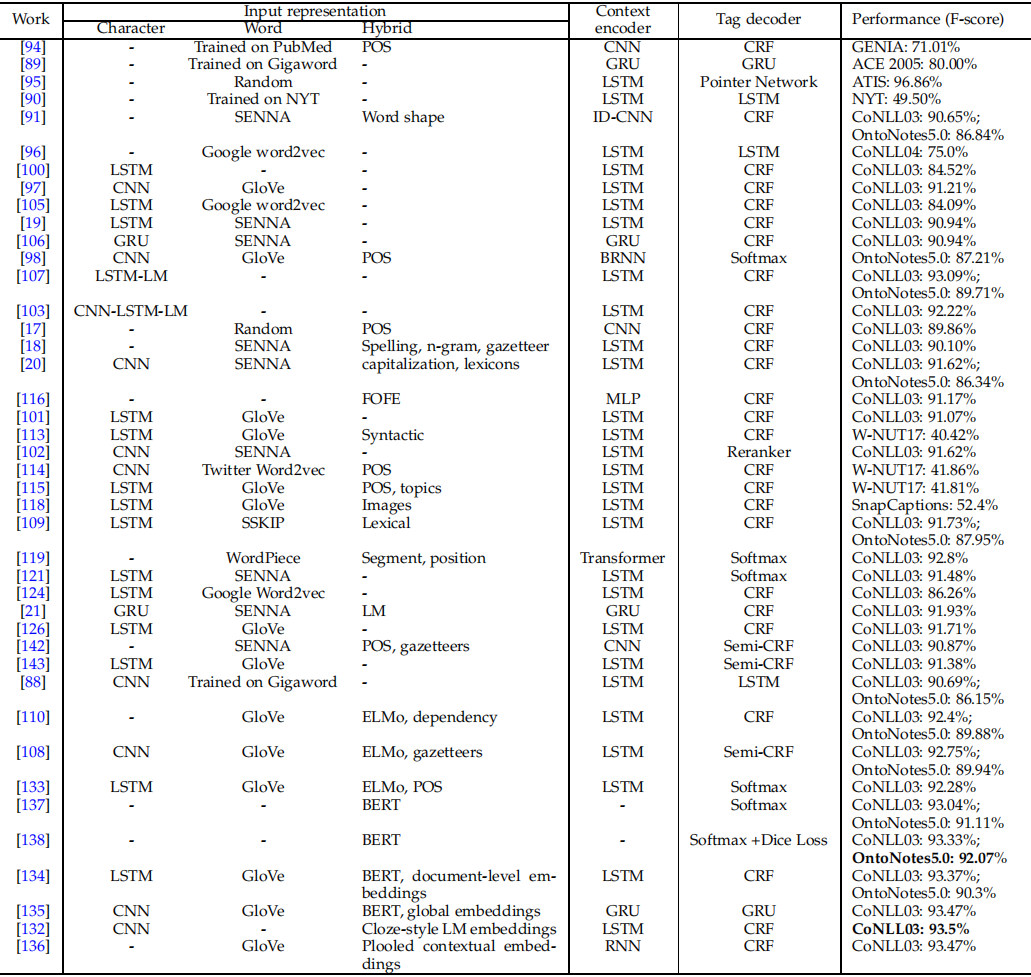 Work Input representation Context encoder Tag decoder Performance (F-score)
Character Word Hybrid
[94] - Trained on PubMed POS CNN CRF GENIA: 71.01%
[89] - Trained on Gigaword - GRU GRU ACE 2005: 80.00%
[95] - Random - LSTM Pointer Network ATIS: 96.86%
[90] - Trained on NYT - LSTM LSTM NYT: 49.50%
[91] - SENNA Word shape ID-CNN CRF CoNLL03: 90.65%;
OntoNotes5.0: 86.84%
[96] - Google word2vec - LSTM LSTM CoNLL04: 75.0%
[100] LSTM - - LSTM CRF CoNLL03: 84.52%
[97] CNN GloVe - LSTM CRF CoNLL03: 91.21%
[105] LSTM Google word2vec - LSTM CRF CoNLL03: 84.09%
[19] LSTM SENNA - LSTM CRF CoNLL03: 90.94%
[106] GRU SENNA - GRU CRF CoNLL03: 90.94%
[98] CNN GloVe POS BRNN Softmax OntoNotes5.0: 87.21%
[107] LSTM-LM - - LSTM CRF CoNLL03: 93.09%;
OntoNotes5.0: 89.71%
[103] CNN-LSTM-LM - - LSTM CRF CoNLL03: 92.22%
[17] - Random POS CNN CRF CoNLL03: 89.86%
[18] - SENNA Spelling, n-gram, gazetteer LSTM CRF CoNLL03: 90.10%
[20] CNN SENNA capitalization, lexicons LSTM CRF CoNLL03: 91.62%;
OntoNotes5.0: 86.34%
[116] - - FOFE MLP CRF CoNLL03: 91.17%
[101] LSTM GloVe - LSTM CRF CoNLL03: 91.07%
[113] LSTM GloVe Syntactic LSTM CRF W-NUT17: 40.42%
[102] CNN SENNA - LSTM Reranker CoNLL03: 91.62%
[114] CNN Twitter Word2vec POS LSTM CRF W-NUT17: 41.86%
[115] LSTM GloVe POS, topics LSTM CRF W-NUT17: 41.81%
[118] LSTM GloVe Images LSTM CRF SnapCaptions: 52.4%
[109] LSTM SSKIP Lexical LSTM CRF CoNLL03: 91.73%;
OntoNotes5.0: 87.95%
[119] - WordPiece Segment, position Transformer Softmax CoNLL03: 92.8%
[121] LSTM SENNA - LSTM Softmax CoNLL03: 91.48%
[124] LSTM Google Word2vec - LSTM CRF CoNLL03: 86.26%
[21] GRU SENNA LM GRU CRF CoNLL03: 91.93%
[126] LSTM GloVe - LSTM CRF CoNLL03: 91.71%
[142] - SENNA POS, gazetteers CNN Semi-CRF CoNLL03: 90.87%
[143] LSTM GloVe - LSTM Semi-CRF CoNLL03: 91.38%
[88] CNN Trained on Gigaword - LSTM LSTM CoNLL03: 90.69%;
OntoNotes5.0: 86.15%
[110] - GloVe ELMo, dependency LSTM CRF CoNLL03: 92.4%;
OntoNotes5.0: 89.88%
[108] CNN GloVe ELMo, gazetteers LSTM Semi-CRF CoNLL03: 92.75%;
OntoNotes5.0: 89.94%
[133] LSTM GloVe ELMo, POS LSTM Softmax CoNLL03: 92.28%
[137] - - BERT - Softmax CoNLL03: 93.04%;
OntoNotes5.0: 91.11%
[138] - - BERT - Softmax +Dice Loss CoNLL03: 93.33%;
OntoNotes5.0: 92.07%
[134] LSTM GloVe BERT, document-level em- LSTM CRF CoNLL03: 93.37%;
beddings OntoNotes5.0: 90.3%
[135] CNN GloVe BERT, global embeddings GRU GRU CoNLL03: 93.47%
[132] CNN - Cloze-style LM embeddings LSTM CRF CoNLL03: 93.5%
[136] - GloVe Plooled contextual embed- RNN CRF CoNLL03: 93.47%
dings